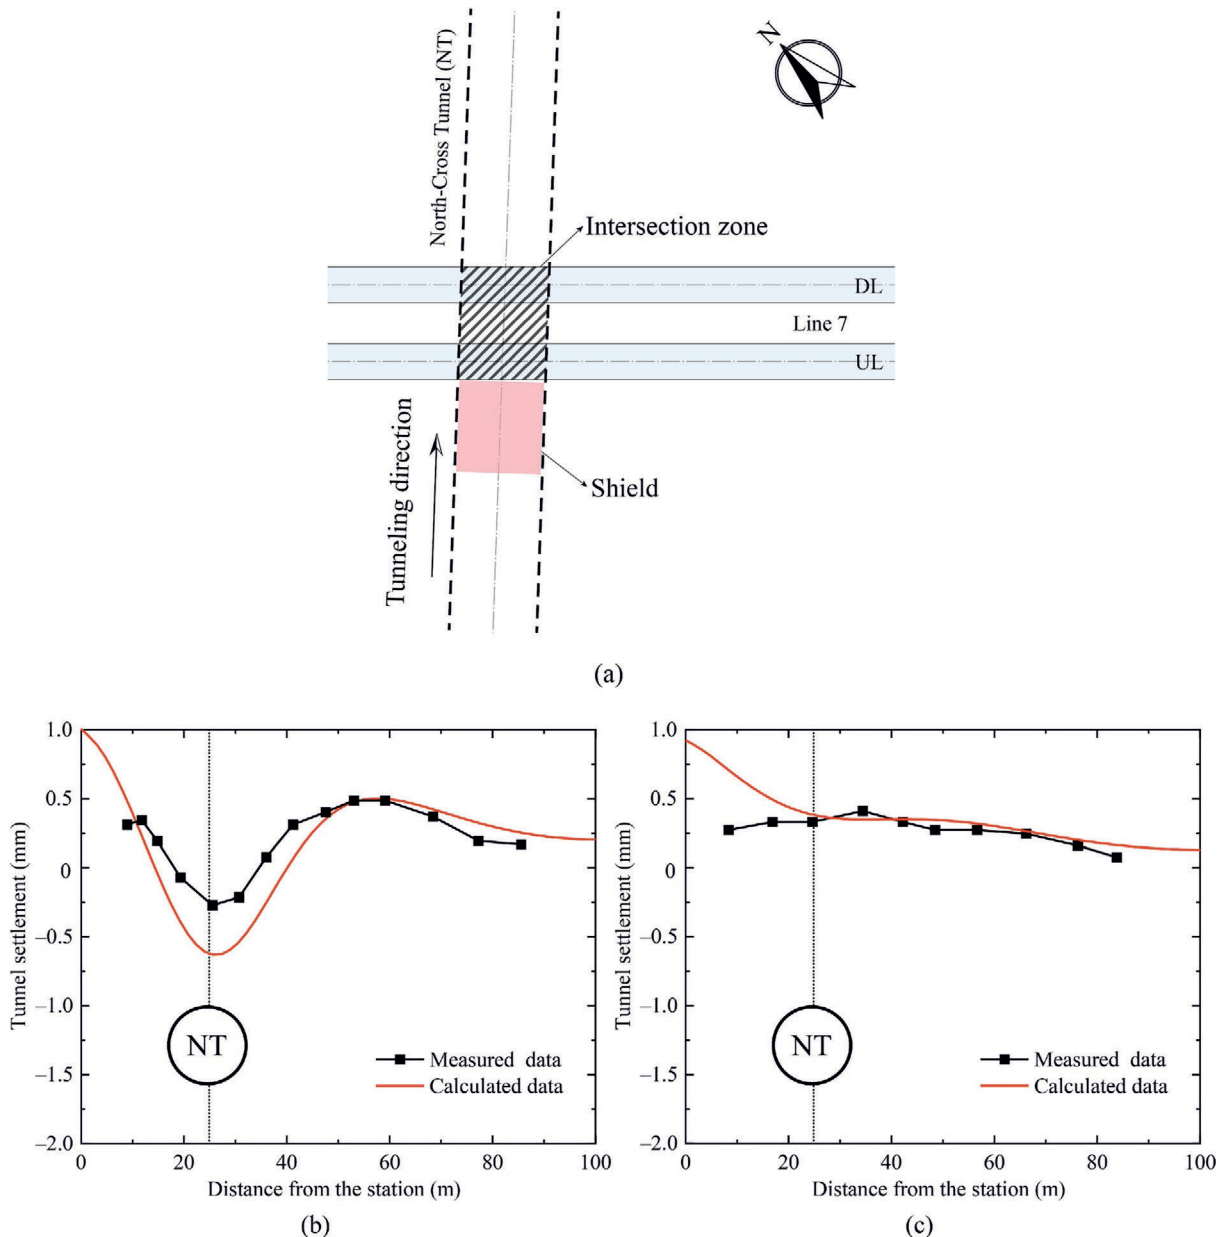 N
North-Cross Tunnel (NT)
Intersection zone
DL
Line 7
UL
Tunneling direction
Shield
(a)
Tunnel settlement (mm)
1.0
0.5
0
–0.5
–1.0
–1.5
–2.0
NT
Measured data
Calculated data
0 20 40 60 80 100
Distance from the station (m)
(b)
Tunnel settlement (mm)
1.0
0.5
0
–0.5
–1.0
–1.5
–2.0
NT
Measured data
Calculated data
0 20 40 60 80 100
Distance from the station (m)
(c)